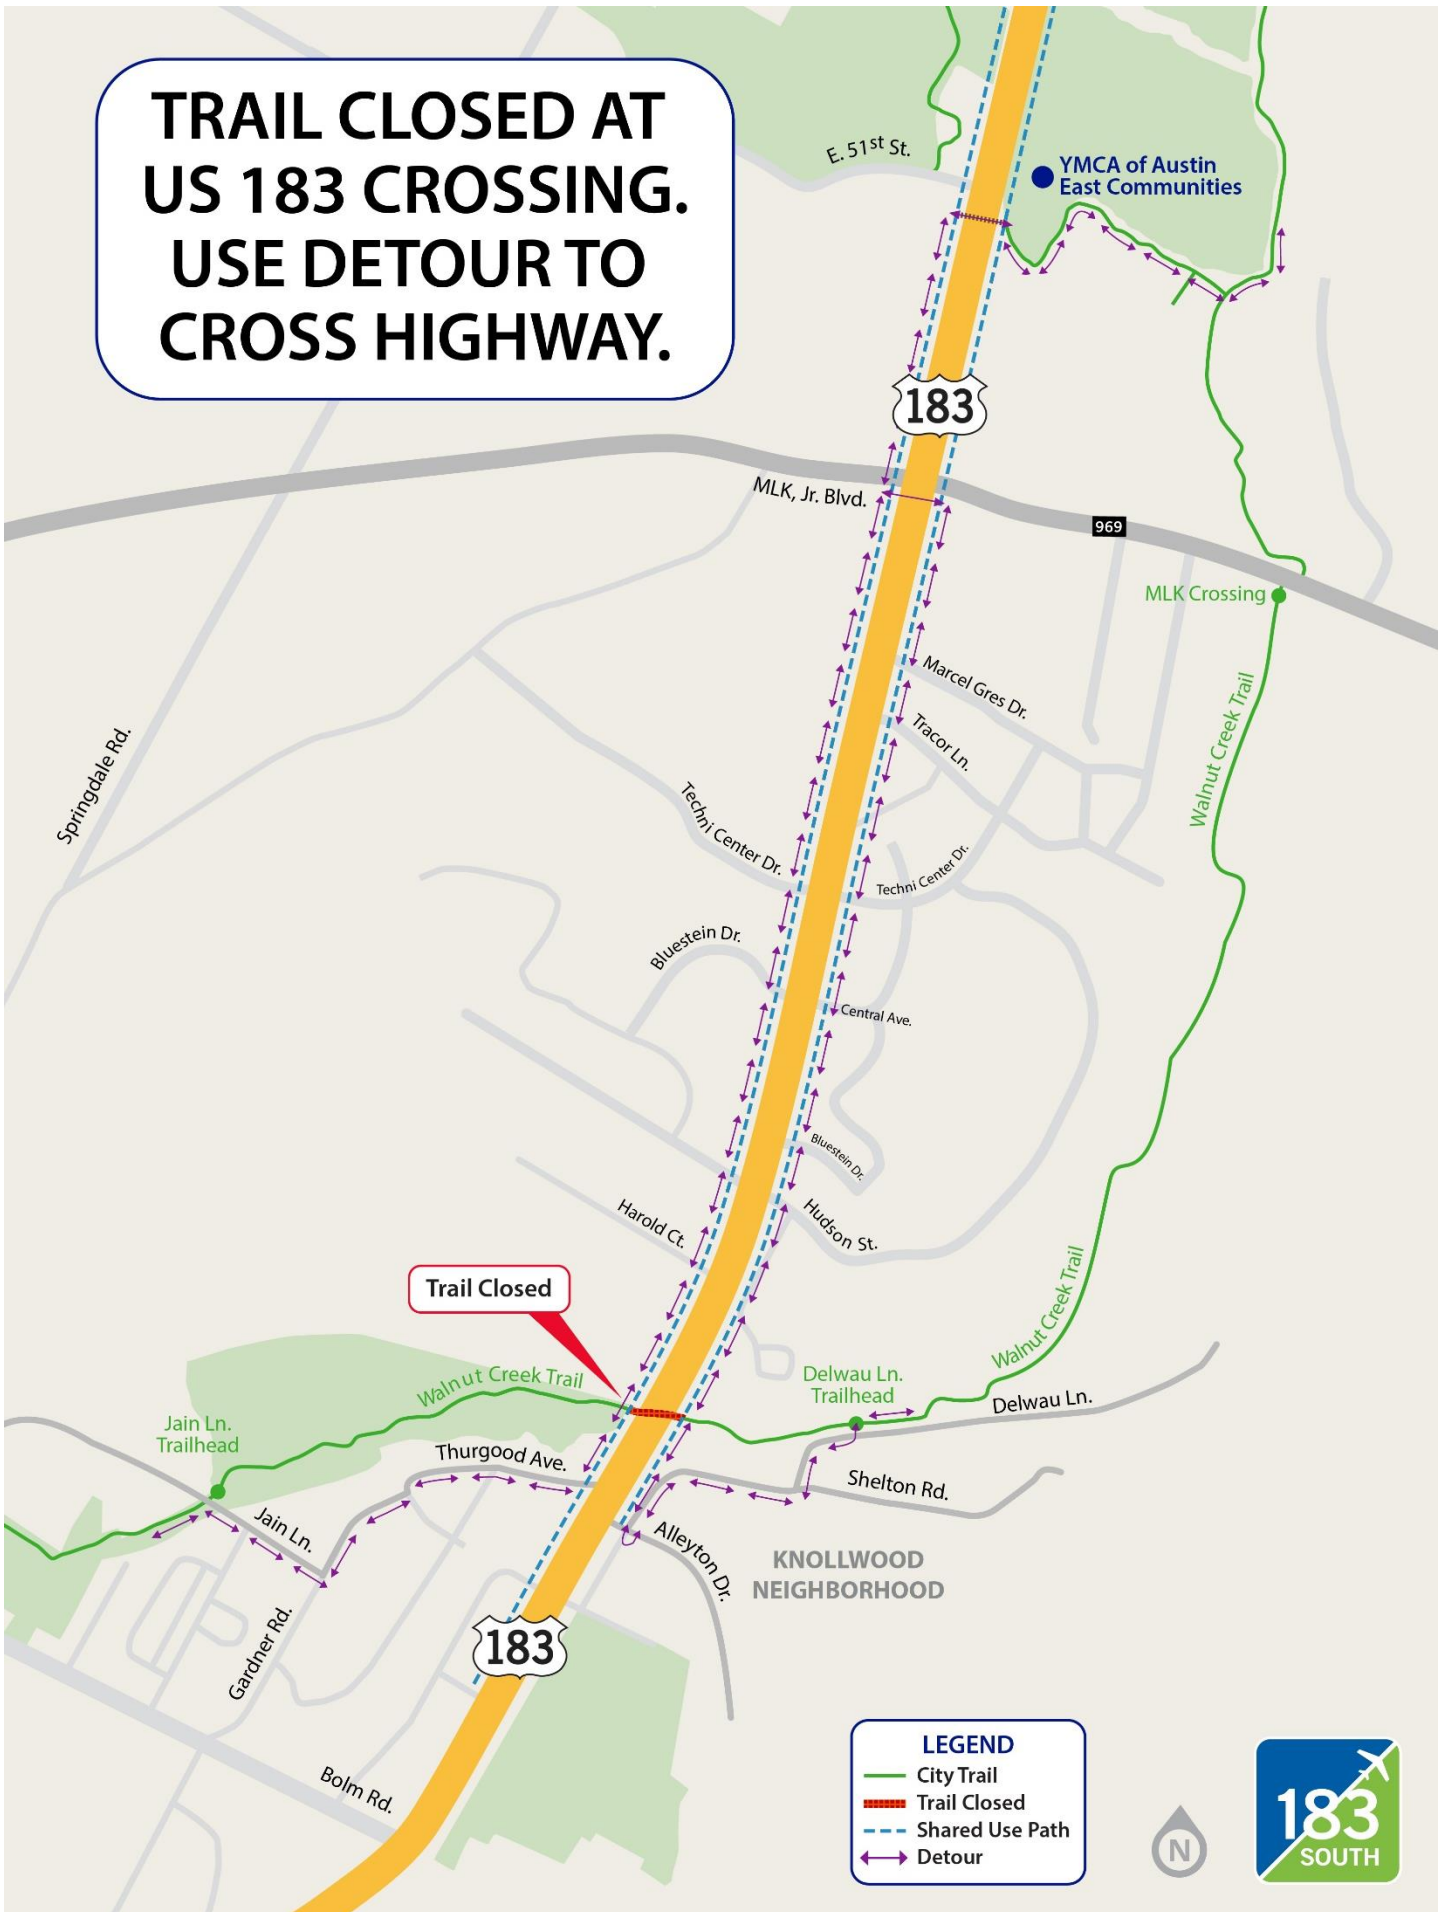 TRAIL CLOSED AT
US 183 CROSSING.
USE DETOUR TO
CROSS HIGHWAY.
E. 51st St.
YMCA of Austin
East Communities
183
MLK, Jr. Blvd.
969
MLK Crossing
Marcel Gres Dr.
Walnut Creek Trail
Tracor Ln.
Springdale Rd.
Techni Center Dr.
Techni Center Dr.
Bluestein Dr.
Central Ave.
Bluestein Dr.
Harold Ct.
Hudson St.
Trail Closed
Walnut Creek Trail
Walnut Creek Trail
Delwau Ln.
Trailhead
Delwau Ln.
Jain Ln.
Trailhead
Thurgood Ave.
Shelton Rd.
Jain Ln.
Alleyton Dr.
KNOLLWOOD
NEIGHBORHOOD
Gardner Rd.
183
Bolm Rd.
LEGEND
City Trail
Trail Closed
Shared Use Path
Detour
N
183
SOUTH